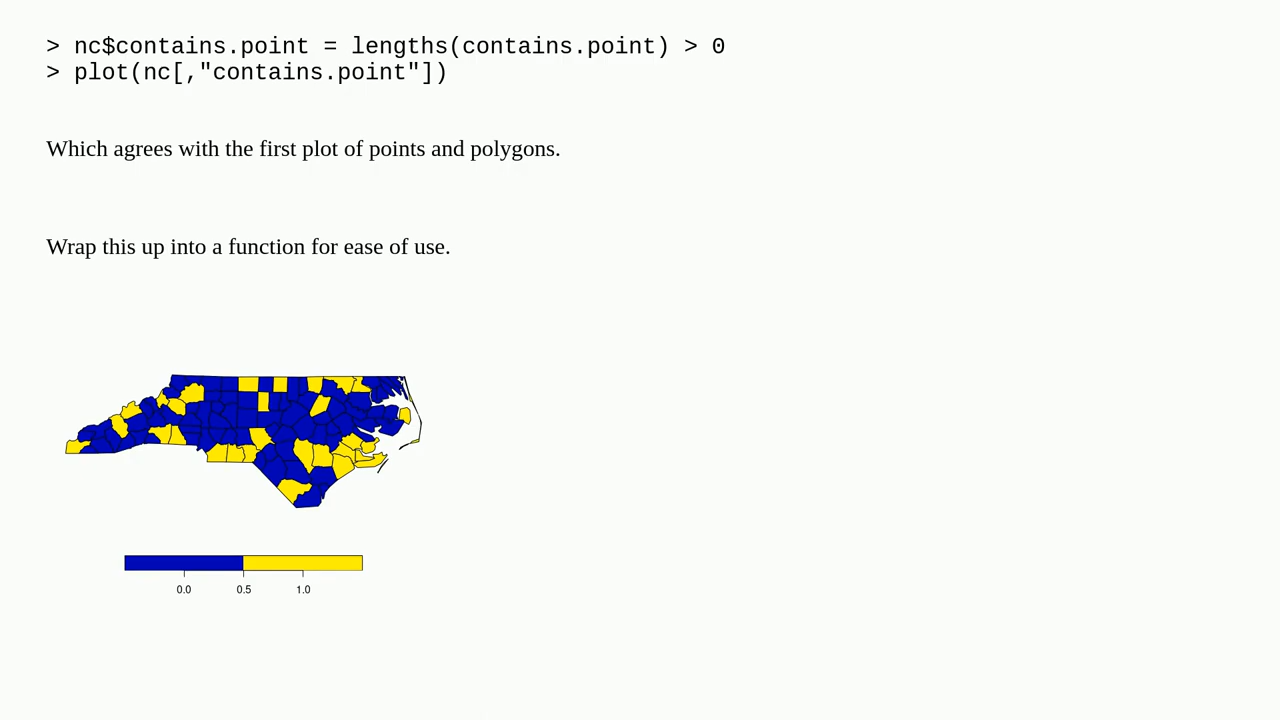 > nc$contains.point = lengths(contains.point) > 0
> plot(nc[,"contains.point"])
Which agrees with the first plot of points and polygons.
Wrap this up into a function for ease of use.
0.0 0.5 1.0